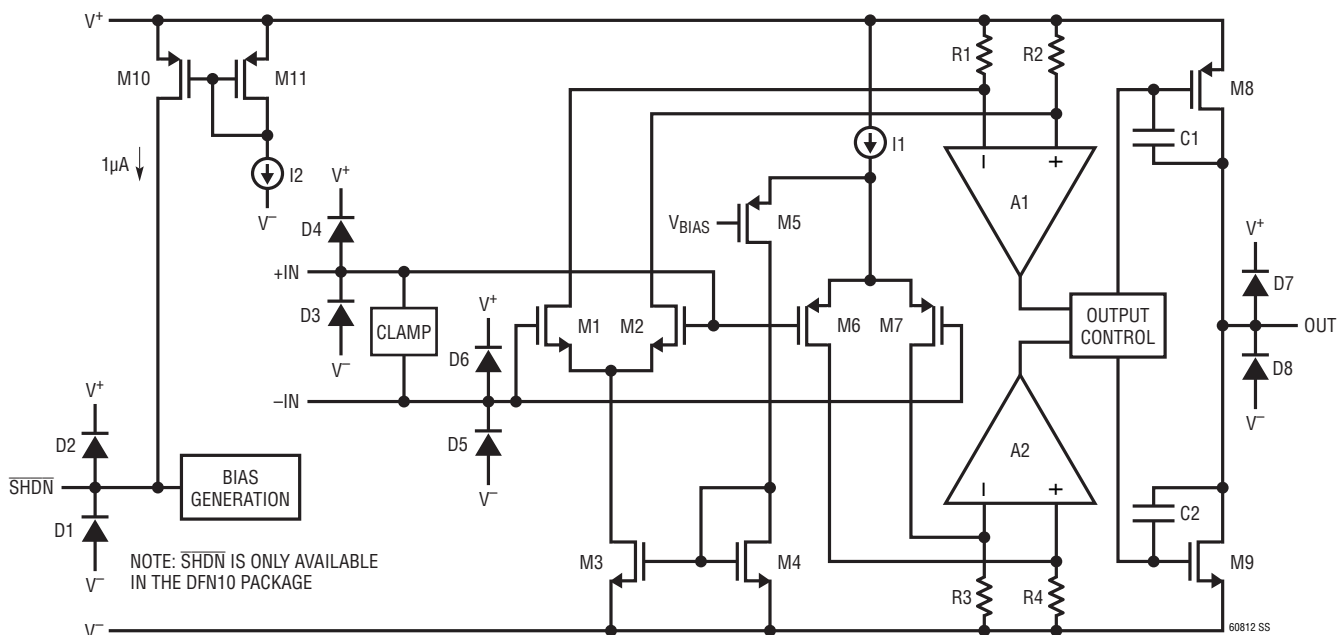 V+
R1
R2
M10
M11
M8
1µA
I2
I1
C1
V+
V–
D4
A1
VBIAS
M5
V+
+IN
D7
D3
CLAMP
V+
M1
M2
M6
M7
OUTPUT
CONTROL
OUT
V–
D6
D8
–IN
V+
V–
D2
D5
A2
SHDN
BIAS
GENERATION
V–
C2
D1
NOTE: SHDN IS ONLY AVAILABLE
IN THE DFN10 PACKAGE
M3
M4
M9
V–
R3
R4
V–
60812 SS